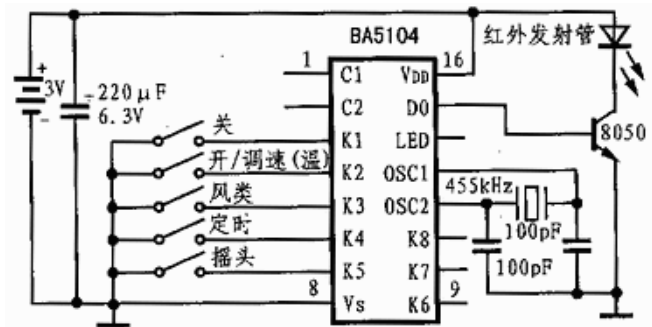 BA5104
红外发射管
1
16
+
3V
-
220μF
6.3V
C1
VDD
C2
D0
8050
关
K1
LED
开/调速(温)
K2
OSC1
455kHz
风类
K3
OSC2
100pF
定时
K4
K8
100pF
摇头
K5
K7
8
9
Vs
K6